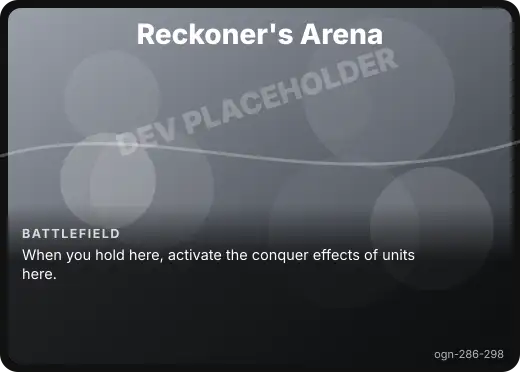 Reckoner's Arena
DEV PLACEHOLDER
BATTLEFIELD
When you hold here, activate the conquer effects of units
here.
ogn-286-298